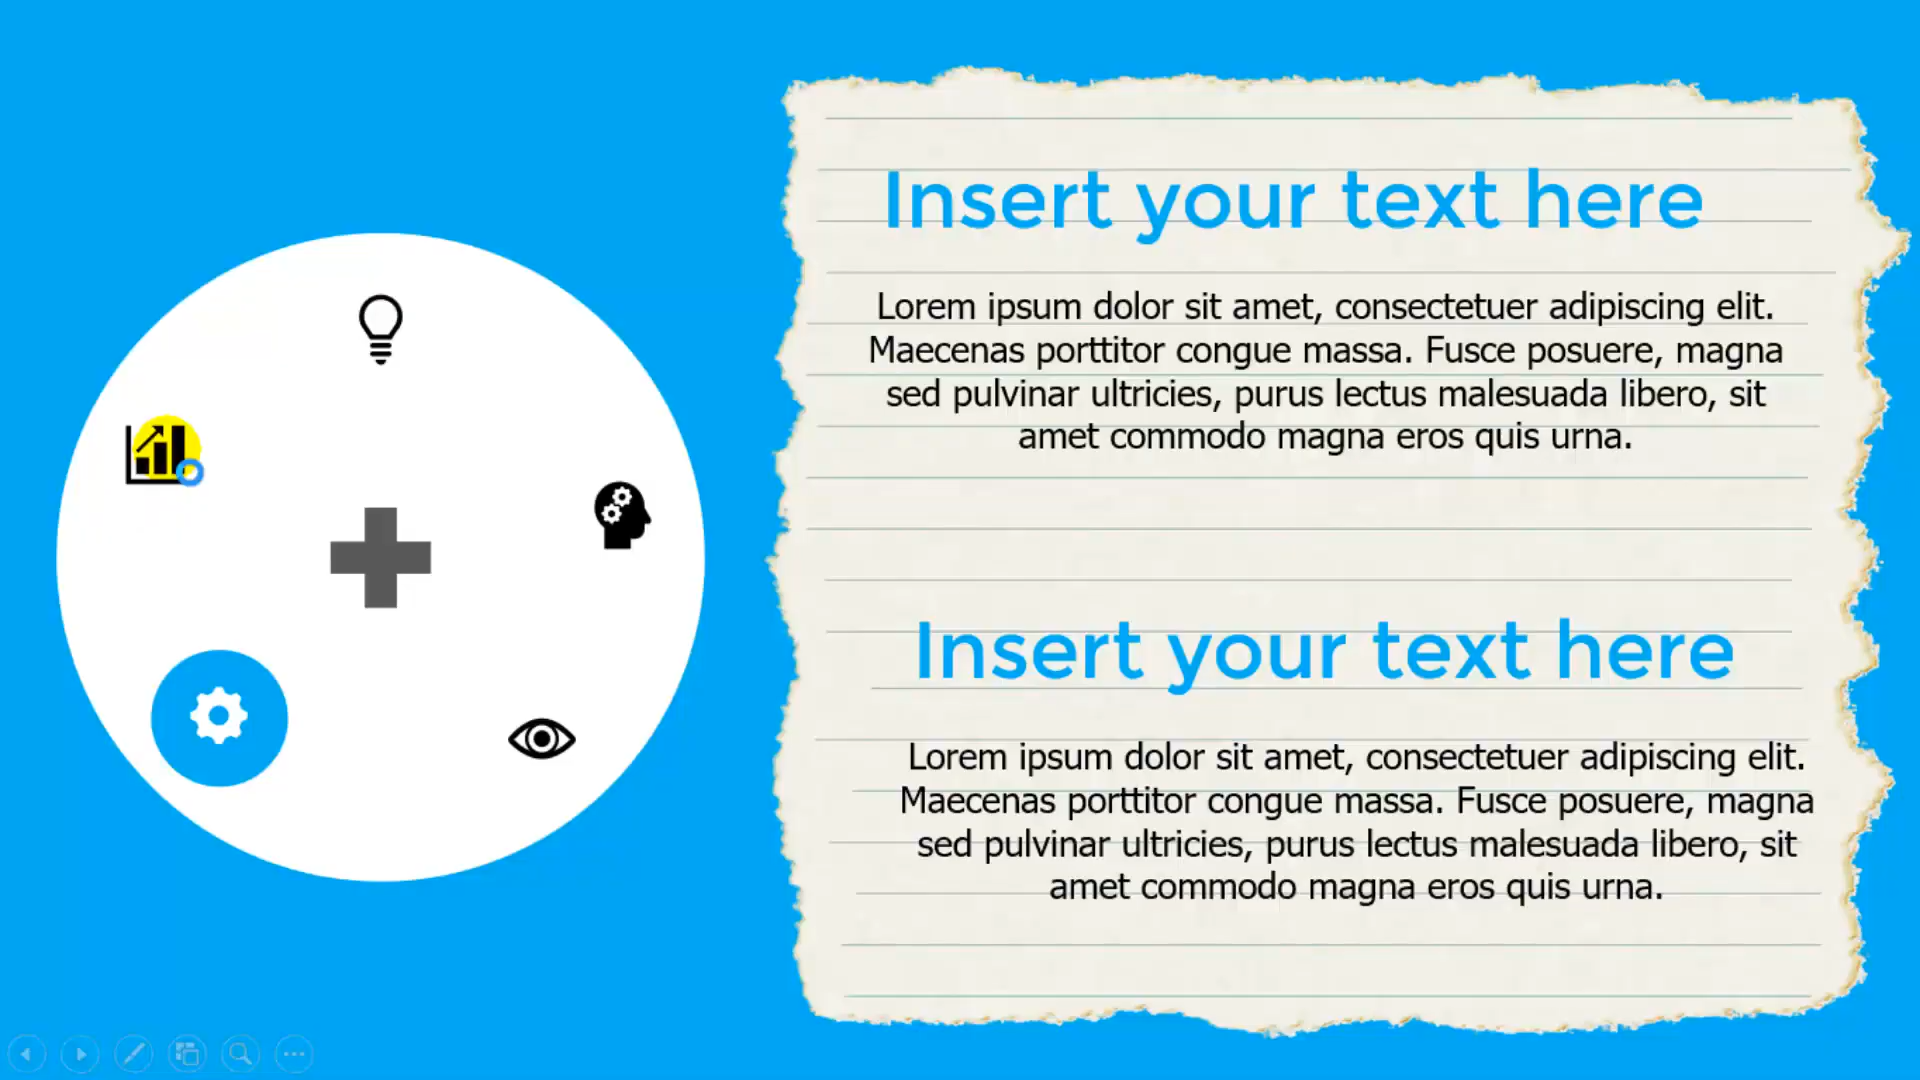 Insert your text here
Lorem ipsum dolor sit amet, consectetuer adipiscing elit.
Maecenas porttitor congue massa. Fusce posuere, magna
sed pulvinar ultricies, purus lectus malesuada libero, sit
amet commodo magna eros quis urna.
Insert your text here
Lorem ipsum dolor sit amet, consectetuer adipiscing elit.
Maecenas porttitor congue massa. Fusce posuere, magna
sed pulvinar ultricies, purus lectus malesuada libero, sit
amet commodo magna eros quis urna.